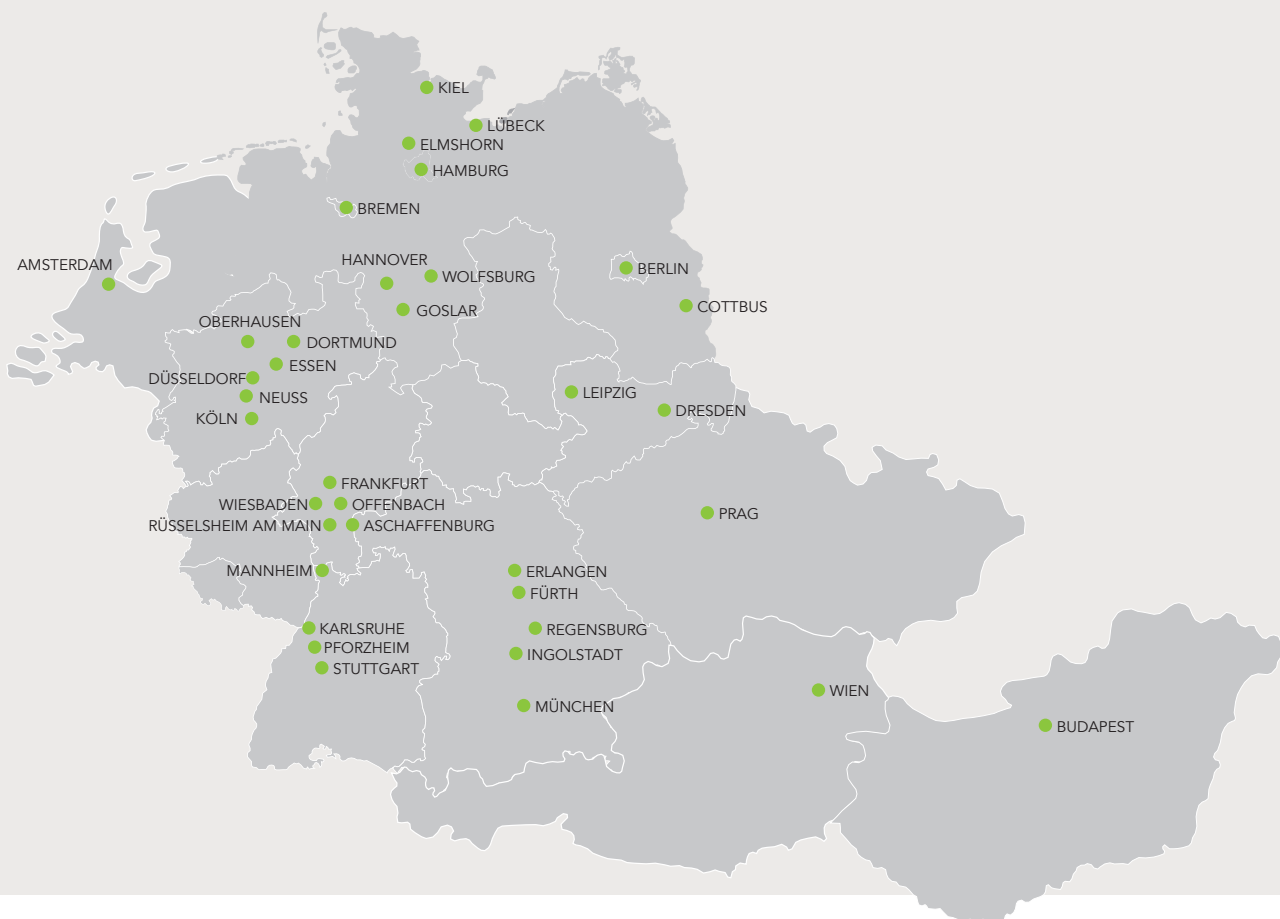 KIEL
LÜBECK
ELMSHORN
HAMBURG
BREMEN
HANNOVER
AMSTERDAM
BERLIN
WOLFSBURG
COTTBUS
GOSLAR
OBERHAUSEN
DORTMUND
ESSEN
DÜSSELDORF
LEIPZIG
NEUSS
DRESDEN
KÖLN
FRANKFURT
WIESBADEN
OFFENBACH
PRAG
RÜSSELSHEIM AM MAIN
ASCHAFFENBURG
MANNHEIM
ERLANGEN
FÜRTH
KARLSRUHE
REGENSBURG
PFORZHEIM
INGOLSTADT
STUTTGART
WIEN
MÜNCHEN
BUDAPEST